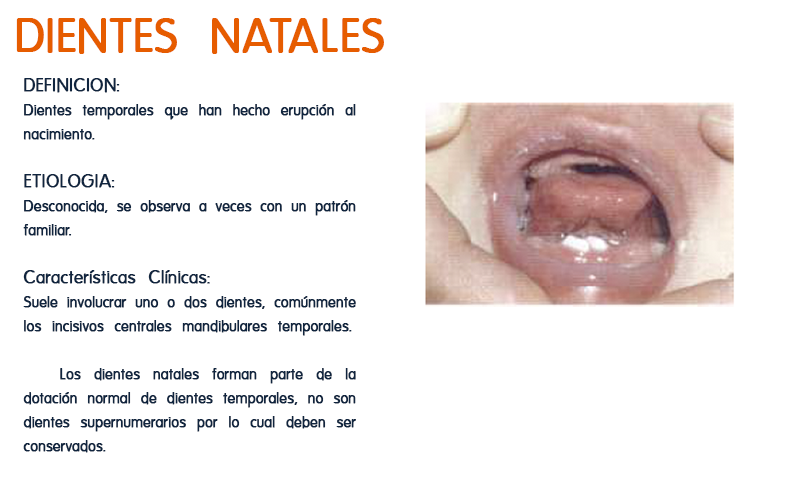 DIENTES NATALES
DEFINICION:
Dientes temporales que han hecho erupción al
nacimiento.
ETIOLOGIA:
Desconocida, se observa a veces con un patrón
familiar.
Características Clínicas:
Suele involucrar uno o dos dientes, comúnmente
los incisivos centrales mandibulares temporales.
Los dientes natales forman parte de la
dotación normal de dientes temporales, no son
dientes supernumerarios por lo cual deben ser
conservados.